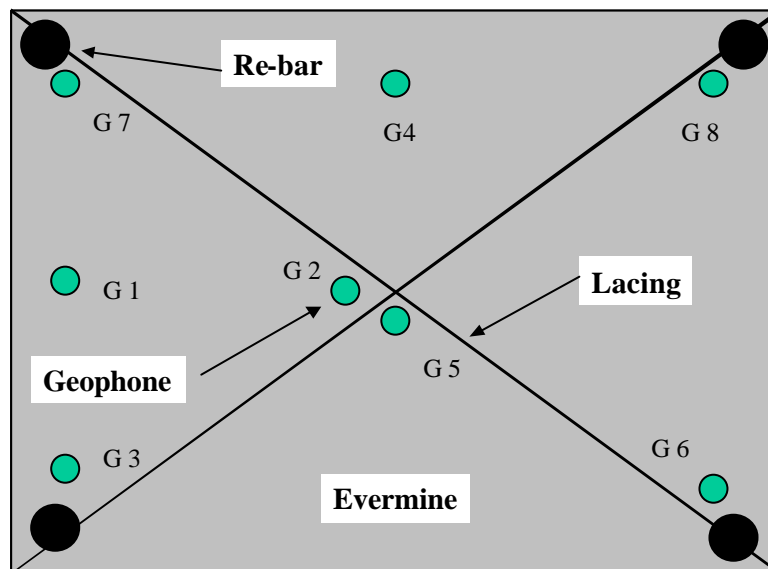 Re-bar
G 7
G4
G 8
G 2
G 1
Lacing
Geophone
G 5
G 3
G 6
Evermine